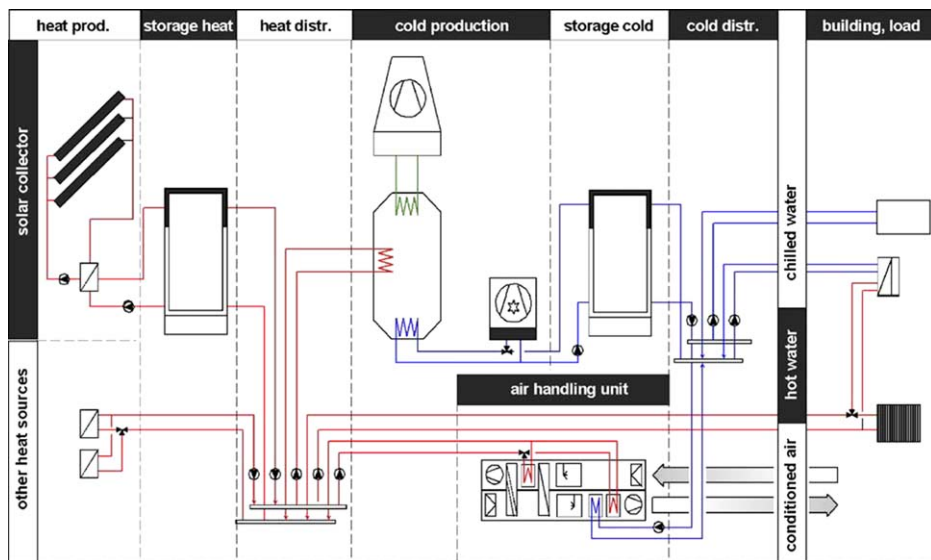 heat prod.
storage heat
heat distr.
cold production
storage cold
cold distr.
building, load
solar collector
other heat sources
chilled water
hot water
conditioned air
air handling unit